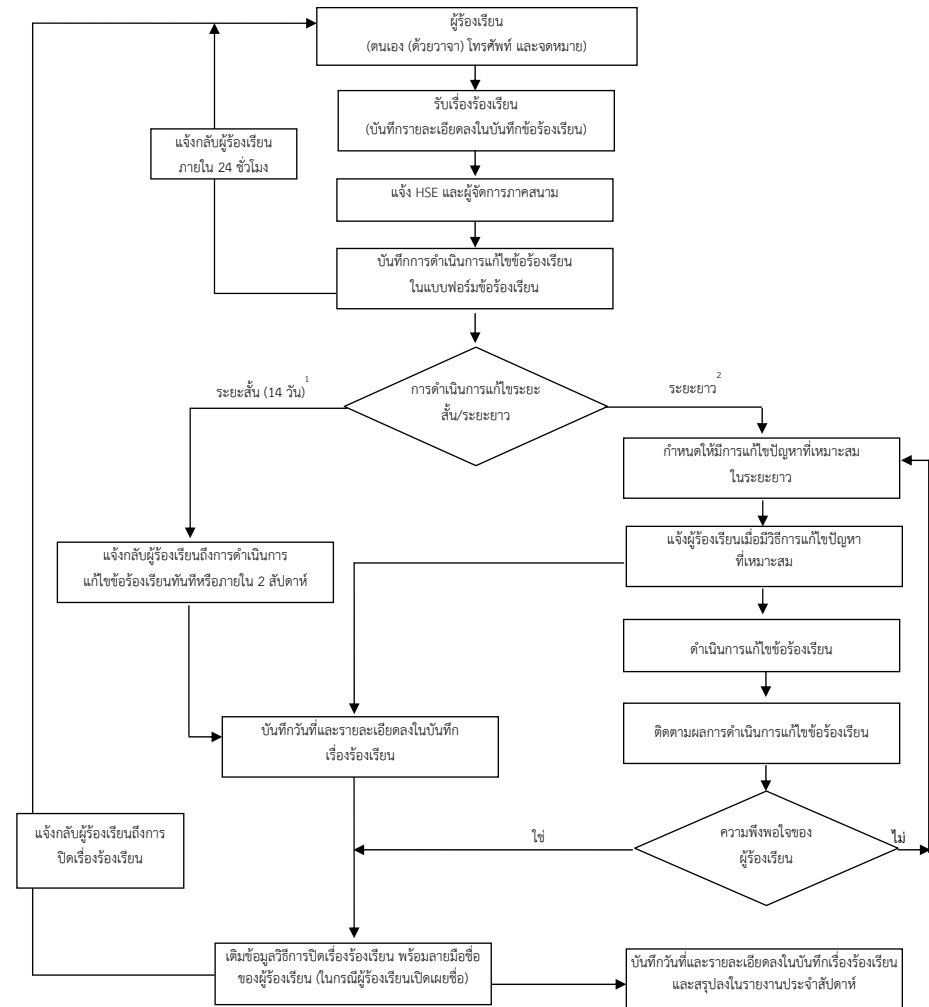 ผู้ร้องเรียน
(ตนเอง (ด้วยวาจา) โทรศัพท์ และจดหมาย)
รับเรื่องร้องเรียน
(บันทึกรายละเอียดลงในบันทึกข้อร้องเรียน)
แจ้งกลับผู้ร้องเรียน
ภายใน 24 ชั่วโมง
แจ้ง HSE และผู้จัดการภาคสนาม
บันทึกการดำเนินการแก้ไขข้อร้องเรียน
ในแบบฟอร์มข้อร้องเรียน
ระยะสั้น (14 วัน)1
การดำเนินการแก้ไขระยะ
สั้น/ระยะยาว
ระยะยาว2
กำหนดให้มีการแก้ไขปัญหาที่เหมาะสม
ในระยะยาว
แจ้งกลับผู้ร้องเรียนถึงการดำเนินการ
แก้ไขข้อร้องเรียนทันทีหรือภายใน 2 สัปดาห์
แจ้งผู้ร้องเรียนเมื่อมีวิธีการแก้ไขปัญหา
ที่เหมาะสม
ดำเนินการแก้ไขข้อร้องเรียน
บันทึกวันที่และรายละเอียดลงในบันทึก
เรื่องร้องเรียน
ติดตามผลการดำเนินการแก้ไขข้อร้องเรียน
แจ้งกลับผู้ร้องเรียนถึงการ
ปิดเรื่องร้องเรียน
ใช่
ความพึงพอใจของ
ผู้ร้องเรียน
ไม่
เติมข้อมูลวิธีการปิดเรื่องร้องเรียน พร้อมลายมือชื่อ
ของผู้ร้องเรียน (ในกรณีผู้ร้องเรียนเปิดเผยชื่อ)
บันทึกวันที่และรายละเอียดลงในบันทึกเรื่องร้องเรียน
และสรุปลงในรายงานประจำสัปดาห์